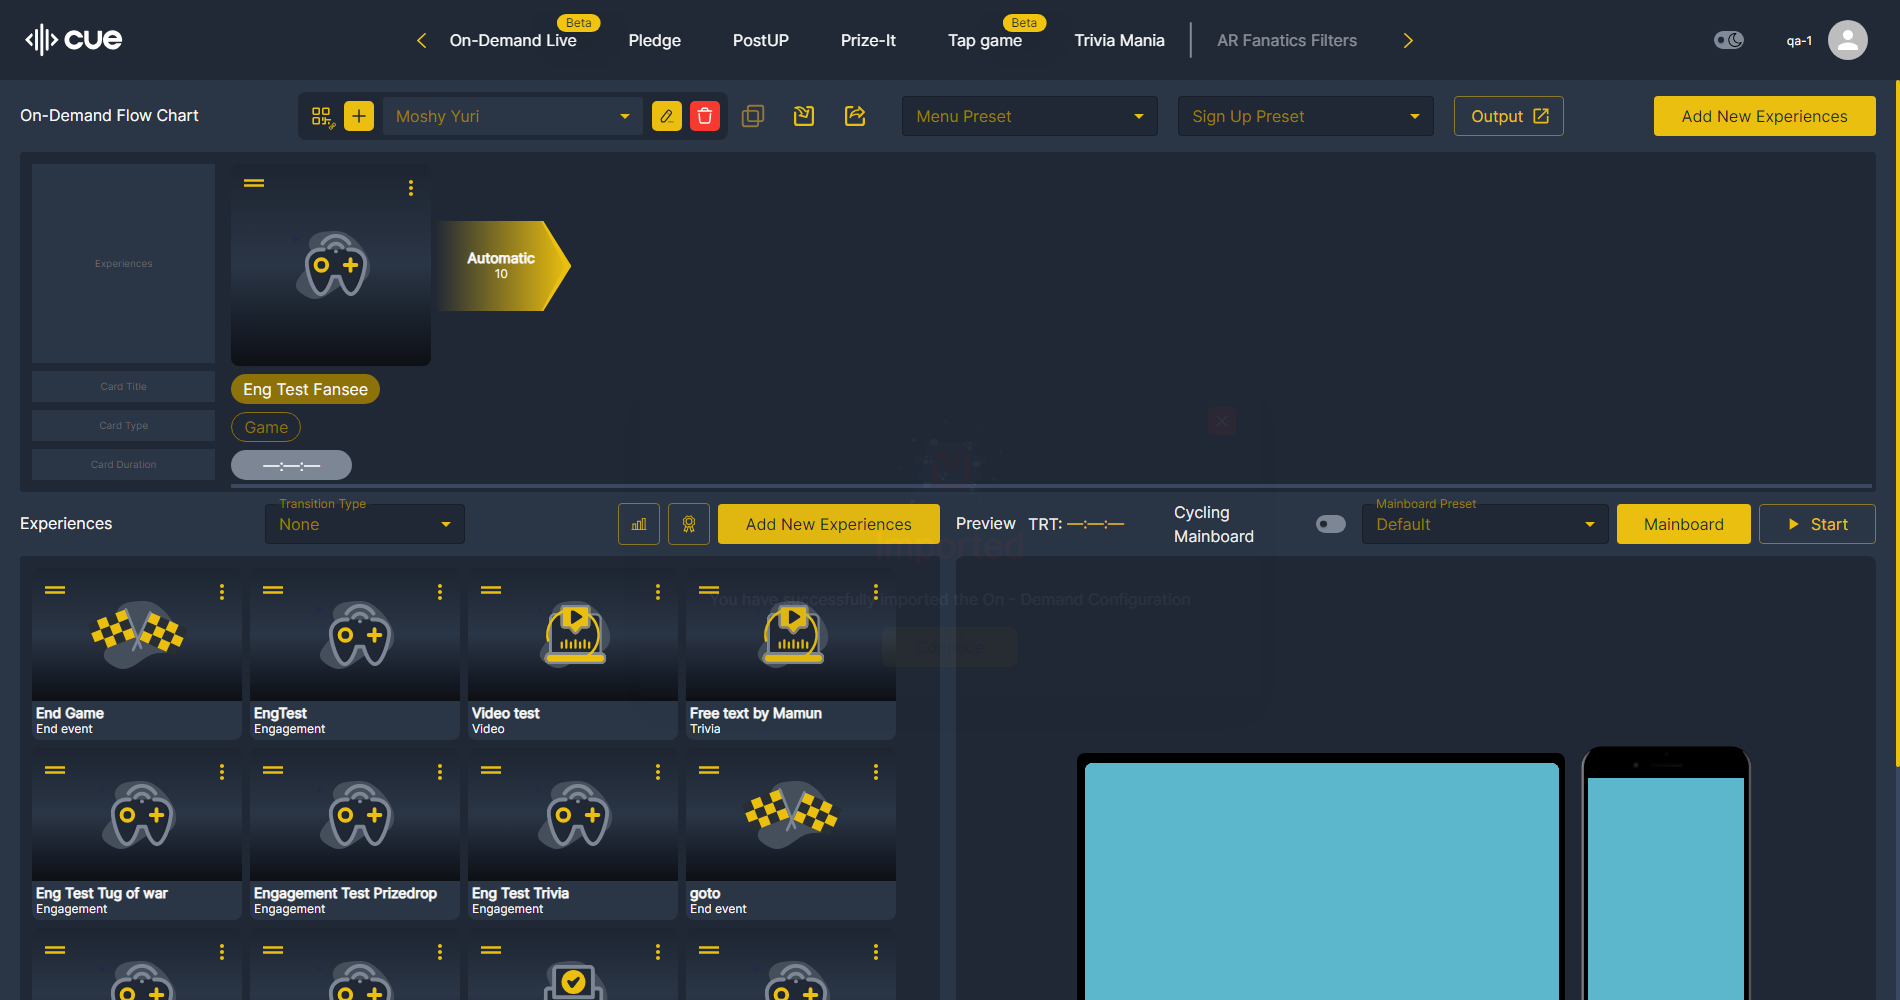 cue
Beta
Beta
On-Demand Live
Pledge
PostUP
Prize-It
Tap game
Trivia Mania
AR Fanatics Filters
qa-1
On-Demand Flow Chart
Moshy Yuri
Menu Preset
Sign Up Preset
Output
Add New Experiences
Experiences
Automatic
10
Card Title
Eng Test Fansee
Card Type
Game
Card Duration
—:—:—
Experiences
Transition Type
None
Add New Experiences
Preview
TRT: —:—:—
Cycling
Mainboard
Mainboard Preset
Default
Mainboard
Start
Imported
You have successfully imported the On - Demand Configuration
Continue
End Game
End event
EngTest
Engagement
Video test
Video
Free text by Mamun
Trivia
Eng Test Tug of war
Engagement
Engagement Test Prizedrop
Engagement
Eng Test Trivia
Engagement
goto
End event